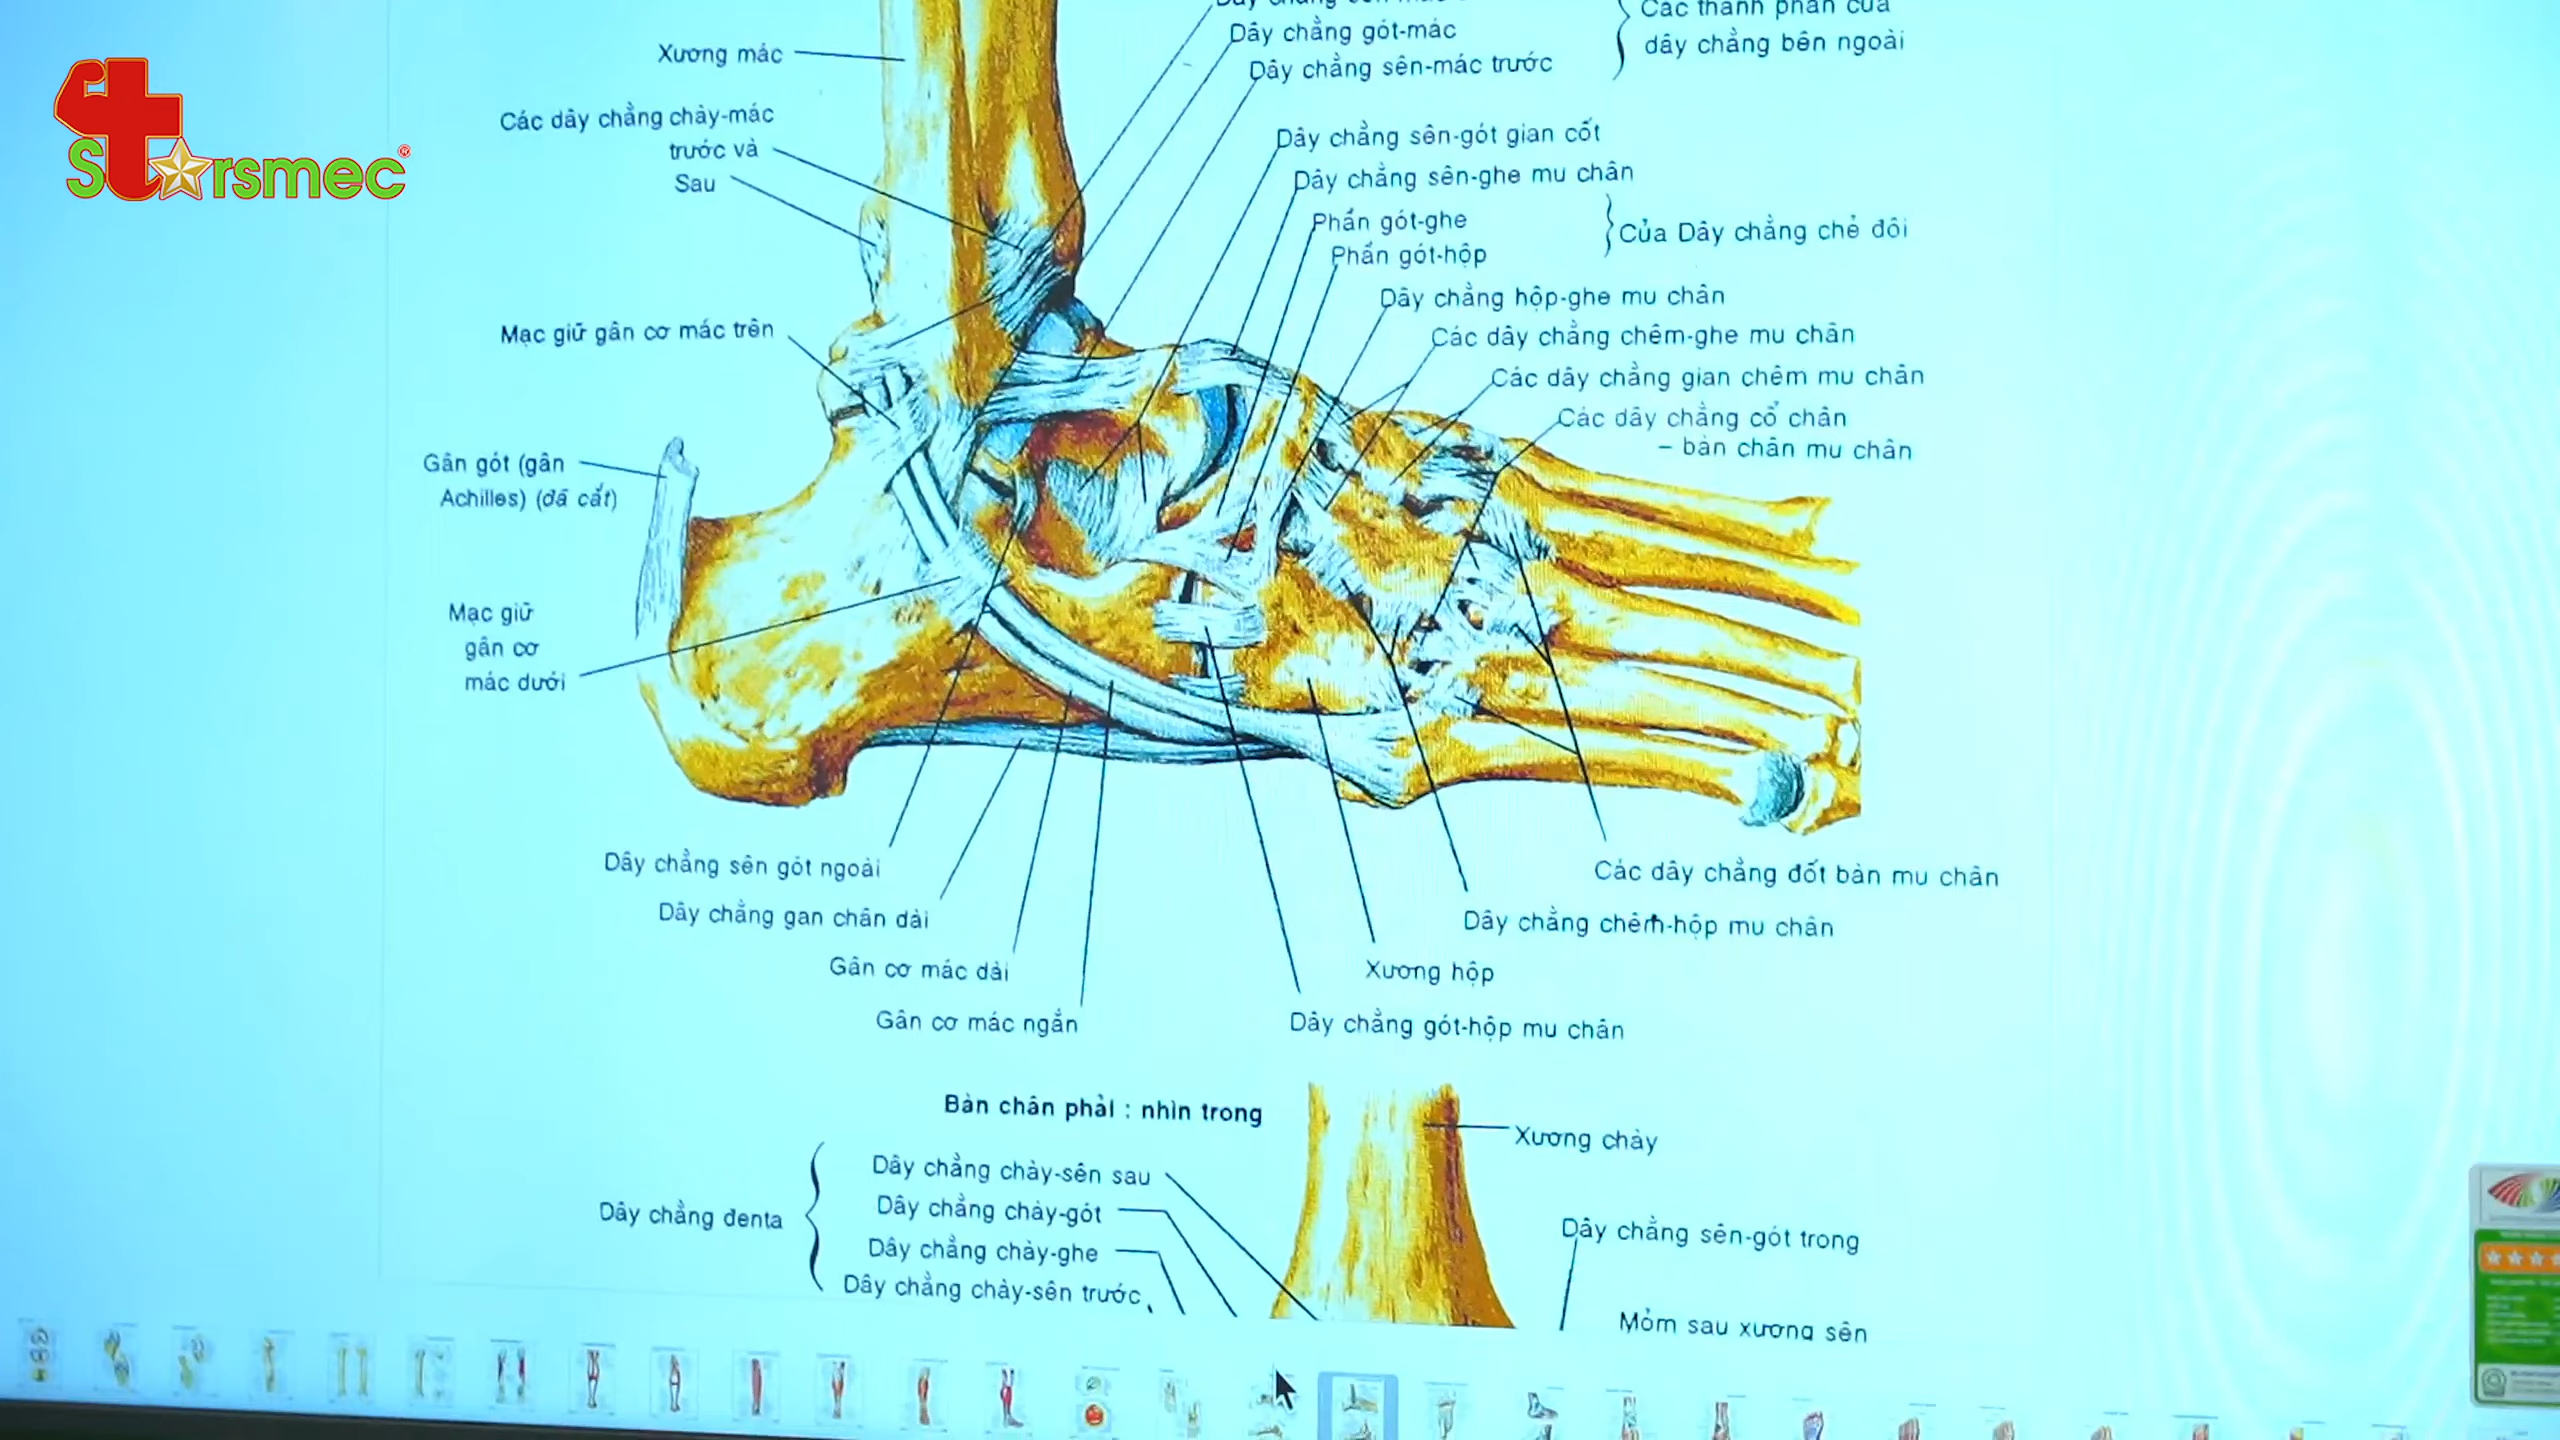 Starsmec
Xương mác
Các dây chằng chày-mác
trước và
Sau
Mạc giữ gân cơ mác trên
Gân gót (gân
Achilles) (đã cắt)
Mạc giữ
gân cơ
mác dưới
Dây chằng gót-mác
Dây chằng sên-mác trước
Các thành phần của
dây chằng bên ngoài
Dây chằng sên-gót gian cốt
Dây chằng sên-ghe mu chân
Phần gót-ghe
Phần gót-hộp
Của Dây chằng chẻ đôi
Dây chằng hộp-ghe mu chân
Các dây chằng chêm-ghe mu chân
Các dây chằng gian chêm mu chân
Các dây chằng cổ chân
– bàn chân mu chân
Dây chằng sên gót ngoài
Dây chằng gan chân dài
Gân cơ mác dài
Gân cơ mác ngắn
Các dây chằng đốt bàn mu chân
Dây chằng chêm-hộp mu chân
Xương hộp
Dây chằng gót-hộp mu chân
Bàn chân phải : nhìn trong
Xương chày
Dây chằng denta
Dây chằng chày-sên sau
Dây chằng chày-gót
Dây chằng chày-ghe
Dây chằng chày-sên trước
Dây chằng sên-gót trong
Mỏm sau xương sên